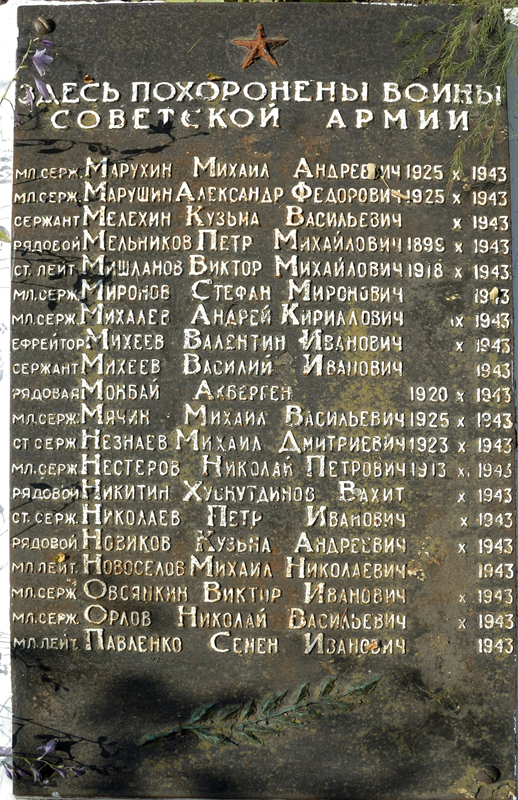 ЗДЕСЬ ПОХОРОНЕНЫ ВОИНЫ
СОВЕТСКОЙ АРМИИ
МЛ.СЕРЖ. МАРУХИН МИХАИЛ АНДРЕЕВИЧ 1925 X 1943
МЛ.СЕРЖ. МАРУШИН АЛЕКСАНДР ФЕДОРОВИЧ 1925 X 1943
СЕРЖАНТ МЕЛЕХИН КУЗЬМА ВАСИЛЬЕВИЧ X 1943
РЯДОВОЙ МЕЛЬНИКОВ ПЕТР МИХАЙЛОВИЧ 1899 X 1943
СТ. ЛЕЙТ. МИШЛАНОВ ВИКТОР МИХАЙЛОВИЧ 1918 X 1943
МЛ.СЕРЖ. МИРОНОВ СТЕФАН МИРОНОВИЧ 1943
МЛ.СЕРЖ. МИХАЛЕВ АНДРЕЙ КИРИЛЛОВИЧ IX 1943
ЕФРЕЙТОР МИХЕЕВ ВАЛЕНТИН ИВАНОВИЧ X 1943
СЕРЖАНТ МИХЕЕВ ВАСИЛИЙ ИВАНОВИЧ 1943
РЯДОВАЯ МОКБАЙ АКБЕРГЕН 1920 X 1943
МЛ.СЕРЖ. МЯЧИН МИХАИЛ ВАСИЛЬЕВИЧ 1925 X 1943
СТ СЕРЖ. НЕЗНАЕВ МИХАИЛ ДМИТРИЕВИЧ 1923 X 1943
МЛ.СЕРЖ. НЕСТЕРОВ НИКОЛАЙ ПЕТРОВИЧ 1913 X 1943
РЯДОВОЙ НИКИТИН ХУСНУТДИНОВ ВАХИТ X 1943
СТ. СЕРЖ. НИКОЛАЕВ ПЕТР ИВАНОВИЧ X 1943
РЯДОВОЙ НОВИКОВ КУЗЬМА АНДРЕЕВИЧ X 1943
МЛ.ЛЕЙТ. НОВОСЕЛОВ МИХАИЛ НИКОЛАЕВИЧ 1943
МЛ.СЕРЖ. ОВСЯНКИН ВИКТОР ИВАНОВИЧ X 1943
МЛ.СЕРЖ. ОРЛОВ НИКОЛАЙ ВАСИЛЬЕВИЧ X 1943
МЛ.ЛЕЙТ. ПАВЛЕНКО СЕМЕН ИВАНОВИЧ 1943